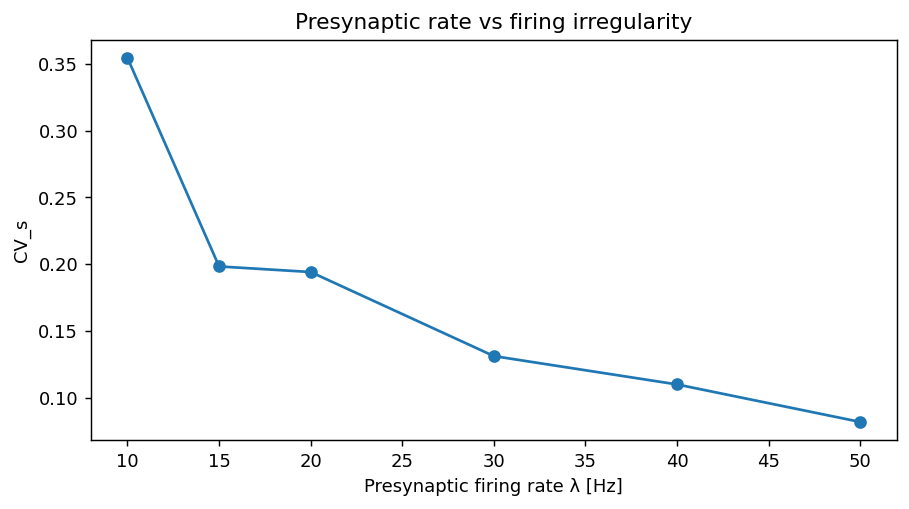 Presynaptic rate vs firing irregularity
CV_s
0.35
0.30
0.25
0.20
0.15
0.10
10 15 20 25 30 35 40 45 50
Presynaptic firing rate λ [Hz]